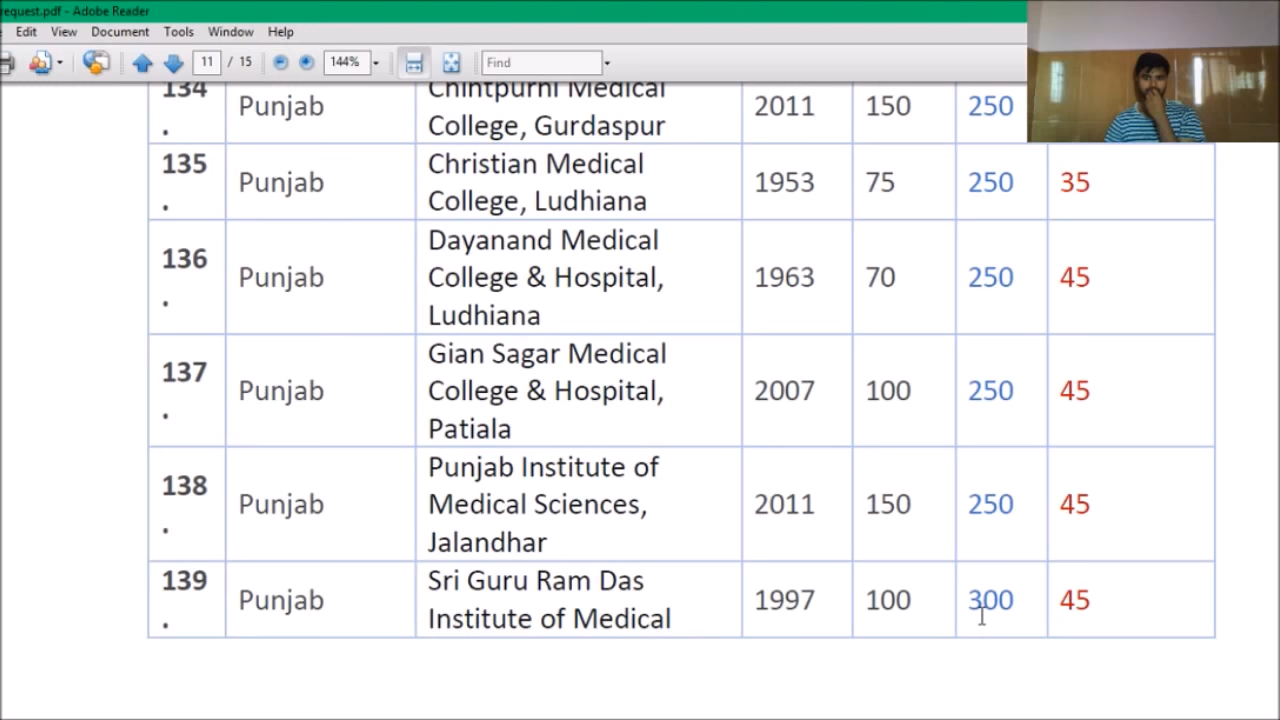 request.pdf - Adobe Reader
Edit View Document Tools Window Help
11 / 15 144% Find
134 Punjab Chintpurni Medical 2011 150 250
. College, Gurdaspur
135 Punjab Christian Medical 1953 75 250 35
. College, Ludhiana
136 Punjab Dayanand Medical 1963 70 250 45
. College & Hospital,
Ludhiana
137 Punjab Gian Sagar Medical 2007 100 250 45
. College & Hospital,
Patiala
138 Punjab Punjab Institute of 2011 150 250 45
. Medical Sciences,
Jalandhar
139 Punjab Sri Guru Ram Das 1997 100 300 45
. Institute of Medical